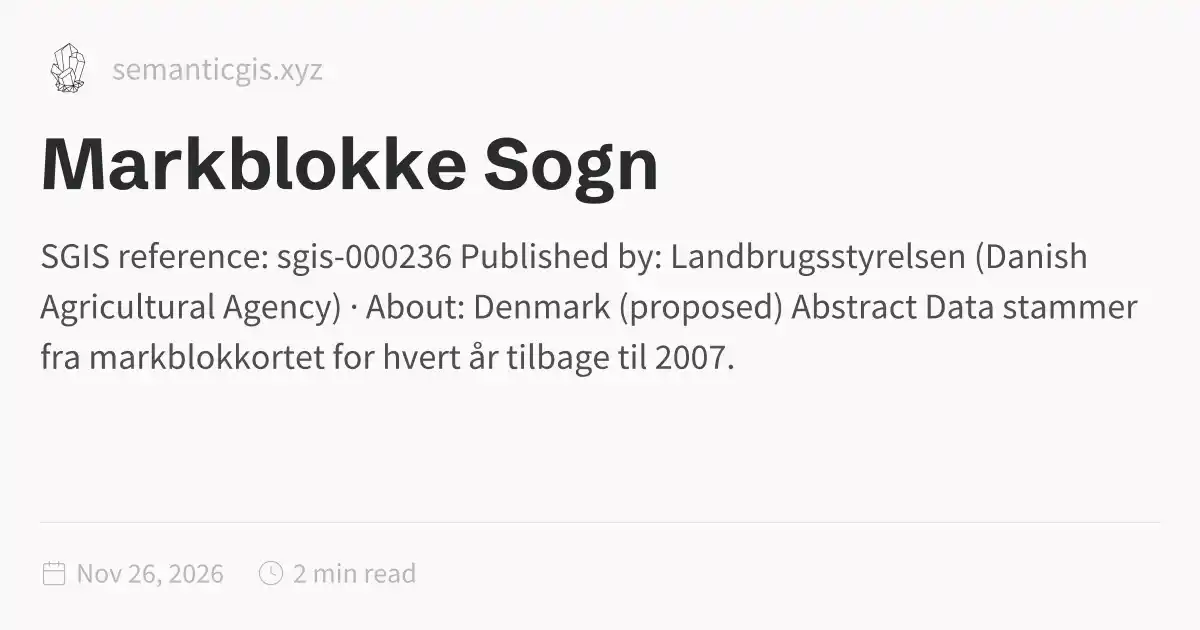 semanticgis.xyz
Markblokke Sogn
SGIS reference: sgis-000236 Published by: Landbrugsstyrelsen (Danish
Agricultural Agency) · About: Denmark (proposed) Abstract Data stammer
fra markblokkortet for hvert år tilbage til 2007.
Nov 26, 2026 2 min read